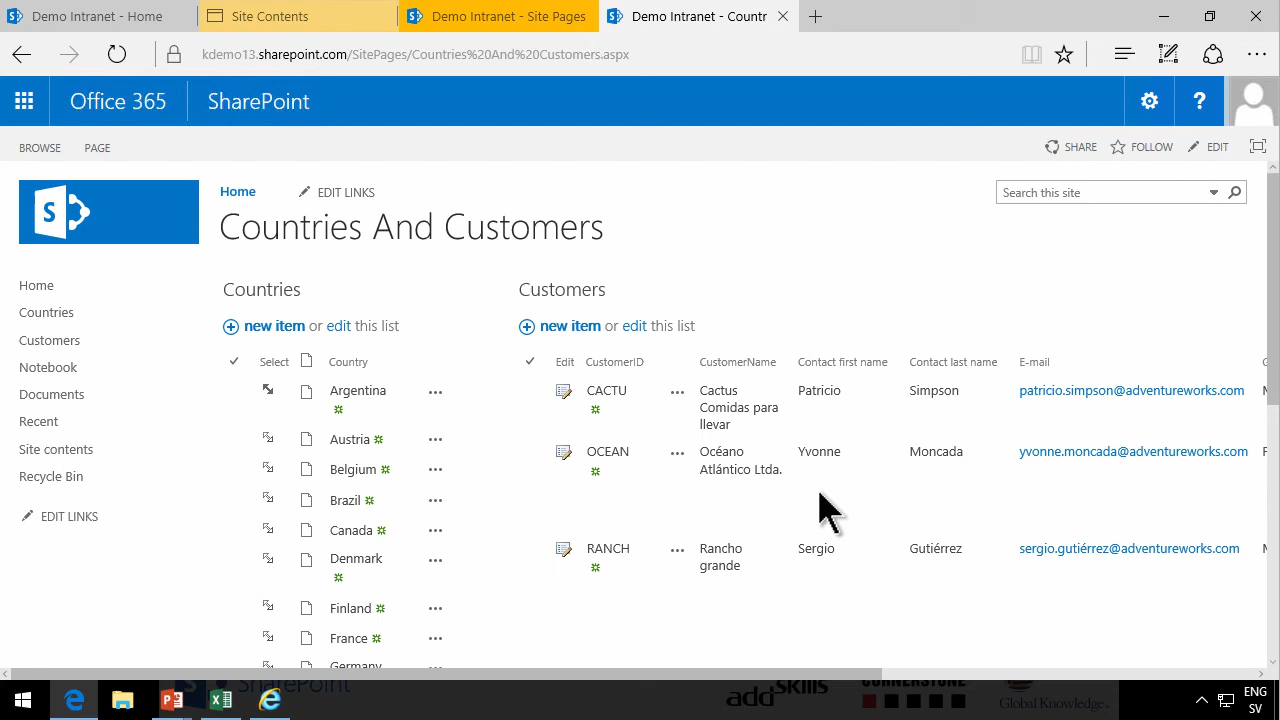 Demo Intranet - Home
Site Contents
Demo Intranet - Site Pages
Demo Intranet - Countr
kdemo13.sharepoint.com/SitePages/Countries%20And%20Customers.aspx
Office 365
SharePoint
?
BROWSE
PAGE
SHARE
FOLLOW
EDIT
S
Home
EDIT LINKS
Search this site
Countries And Customers
Home
Countries
Customers
Notebook
Documents
Recent
Site contents
Recycle Bin
EDIT LINKS
Countries
new item or edit this list
Select Country
Argentina
Austria
Belgium
Brazil
Canada
Denmark
Finland
France
Germany
Customers
new item or edit this list
Edit CustomerID CustomerName Contact first name Contact last name E-mail
CACTU Cactus Comidas para llevar Patricio Simpson patricio.simpson@adventureworks.com
OCEAN Océano Atlántico Ltda. Yvonne Moncada yvonne.moncada@adventureworks.com
RANCH Rancho grande Sergio Gutiérrez sergio.gutiérrez@adventureworks.com
SharePoint
addskills
CORNERSTONE
Global Knowledge.
ENG
SV